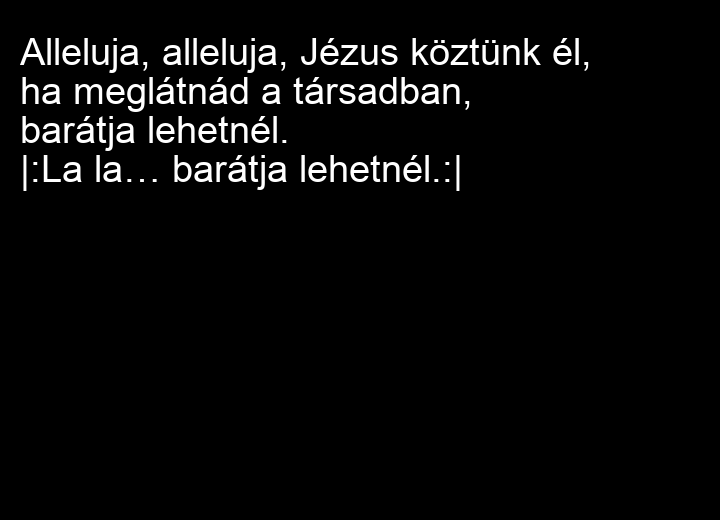 Alleluja, alleluja, Jézus köztünk él,
ha meglátnád a társadban,
barátja lehetnél.
|:La la… barátja lehetnél.:|